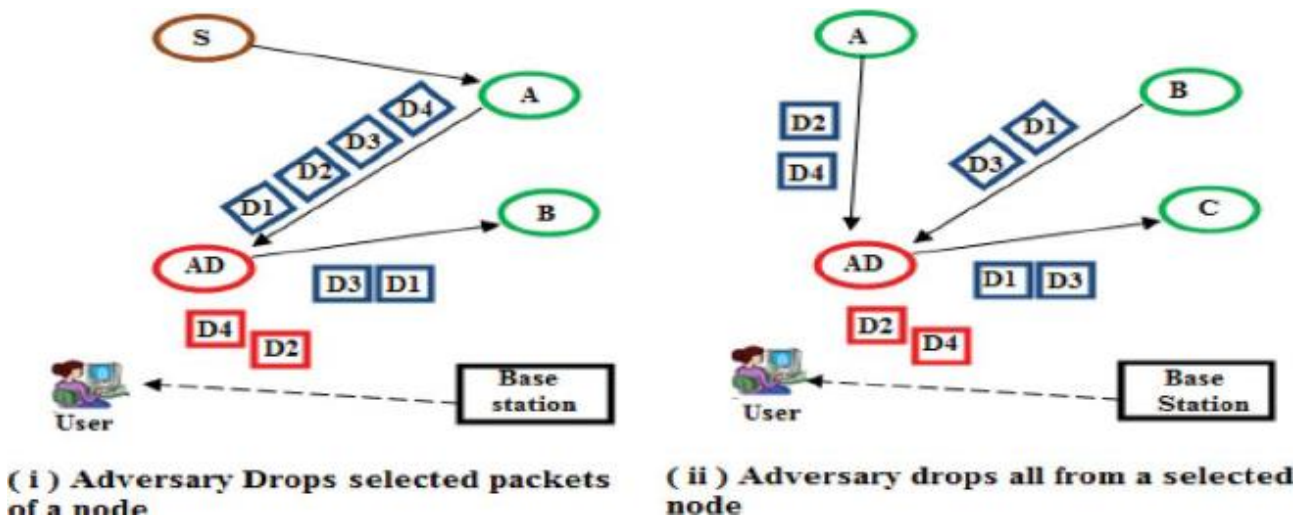 S
A
D4
D3
D2
D1
B
AD
D3 D1
D4
D2
User
Base
station
( i ) Adversary Drops selected packets
of a node
A
B
D2
D1
D3
D4
C
AD
D1 D3
D2
D4
User
Base
Station
( ii ) Adversary drops all from a selected
node